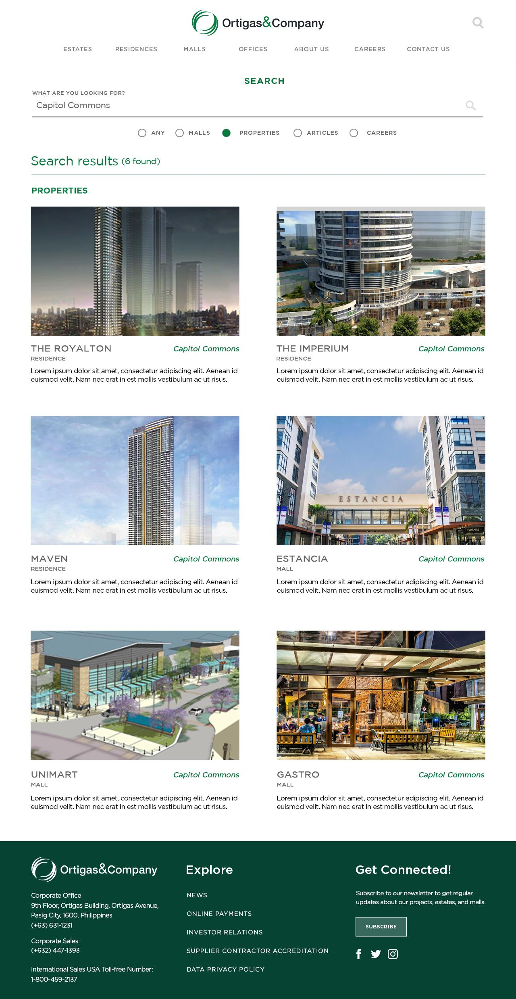 Ortigas&Company
ESTATES RESIDENCES MALLS OFFICES ABOUT US CAREERS CONTACT US
SEARCH
WHAT ARE YOU LOOKING FOR?
Capitol Commons
ANY MALLS PROPERTIES ARTICLES CAREERS
Search results (6 found)
PROPERTIES
THE ROYALTON Capitol Commons
RESIDENCE
Lorem ipsum dolor sit amet, consectetur adipiscing elit. Aenean id
euismod velit. Nam nec erat in est mollis vestibulum ac ut risus.
THE IMPERIUM Capitol Commons
RESIDENCE
Lorem ipsum dolor sit amet, consectetur adipiscing elit. Aenean id
euismod velit. Nam nec erat in est mollis vestibulum ac ut risus.
ESTANCIA
MAVEN Capitol Commons
RESIDENCE
Lorem ipsum dolor sit amet, consectetur adipiscing elit. Aenean id
euismod velit. Nam nec erat in est mollis vestibulum ac ut risus.
ESTANCIA Capitol Commons
MALL
Lorem ipsum dolor sit amet, consectetur adipiscing elit. Aenean id
euismod velit. Nam nec erat in est mollis vestibulum ac ut risus.
UNIMART Capitol Commons
MALL
Lorem ipsum dolor sit amet, consectetur adipiscing elit. Aenean id
euismod velit. Nam nec erat in est mollis vestibulum ac ut risus.
GASTRO Capitol Commons
MALL
Lorem ipsum dolor sit amet, consectetur adipiscing elit. Aenean id
euismod velit. Nam nec erat in est mollis vestibulum ac ut risus.
Ortigas&Company
Corporate Office
9th Floor, Ortigas Building, Ortigas Avenue,
Pasig City, 1600, Philippines
(+63) 631-1231
Corporate Sales:
(+632) 447-1393
International Sales USA Toll-free Number:
1-800-459-2137
Explore
NEWS
ONLINE PAYMENTS
INVESTOR RELATIONS
SUPPLIER CONTRACTOR ACCREDITATION
DATA PRIVACY POLICY
Get Connected!
Subscribe to our newsletter to get regular
updates about our projects, estates, and malls.
SUBSCRIBE